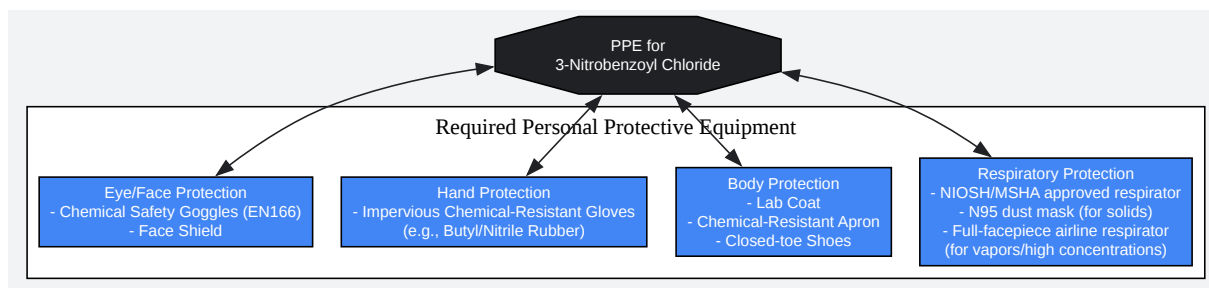 PPE for
3-Nitrobenzoyl Chloride
Required Personal Protective Equipment
Eye/Face Protection
- Chemical Safety Goggles (EN166)
- Face Shield
Hand Protection
- Impervious Chemical-Resistant Gloves
(e.g., Butyl/Nitrile Rubber)
Body Protection
- Lab Coat
- Chemical-Resistant Apron
- Closed-toe Shoes
Respiratory Protection
- NIOSH/MSHA approved respirator
- N95 dust mask (for solids)
- Full-facepiece airline respirator
(for vapors/high concentrations)